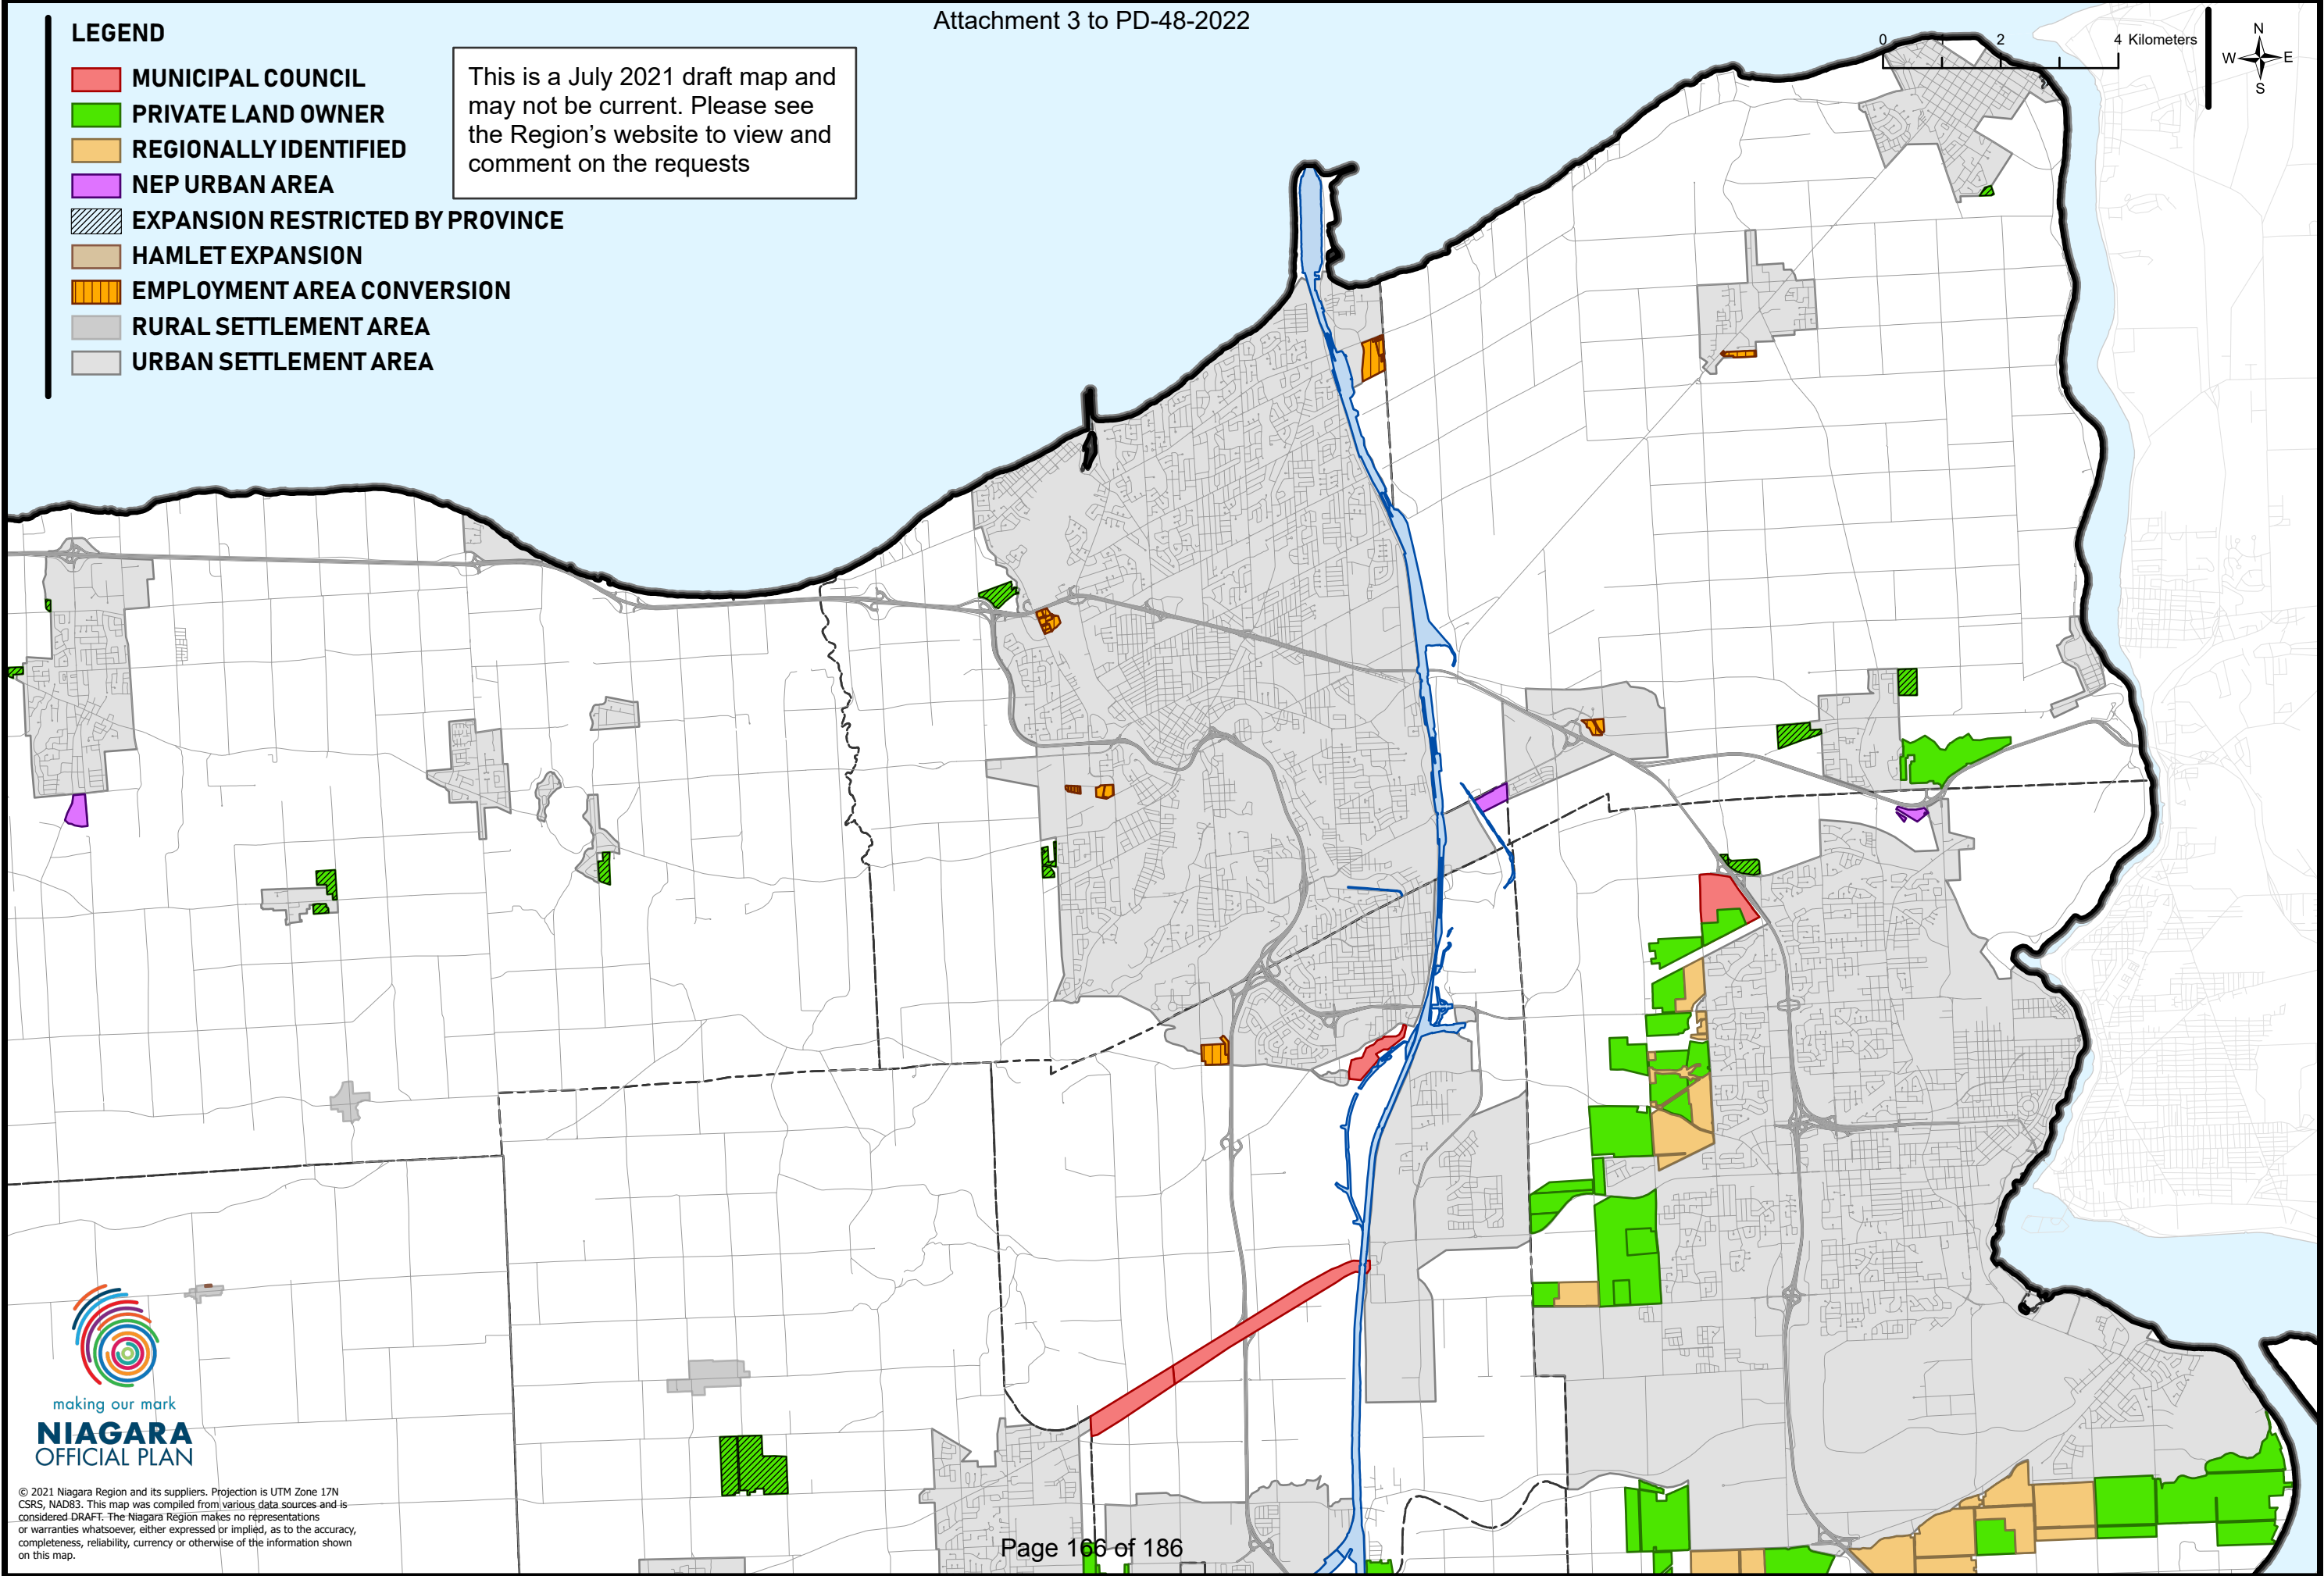 Attachment 3 to PD-48-2022
LEGEND
MUNICIPAL COUNCIL
PRIVATE LAND OWNER
REGIONALLY IDENTIFIED
NEP URBAN AREA
EXPANSION RESTRICTED BY PROVINCE
HAMLET EXPANSION
EMPLOYMENT AREA CONVERSION
RURAL SETTLEMENT AREA
URBAN SETTLEMENT AREA
This is a July 2021 draft map and
may not be current. Please see
the Region's website to view and
comment on the requests
0 2 4 Kilometers
N
W E
S
making our mark
NIAGARA
OFFICIAL PLAN
© 2021 Niagara Region and its suppliers. Projection is UTM Zone 17N
CSRS, NAD83. This map was compiled from various data sources and is
considered DRAFT. The Niagara Region makes no representations
or warranties whatsoever, either expressed or implied, as to the accuracy,
completeness, reliability, currency or otherwise of the information shown
on this map.
Page 166 of 186